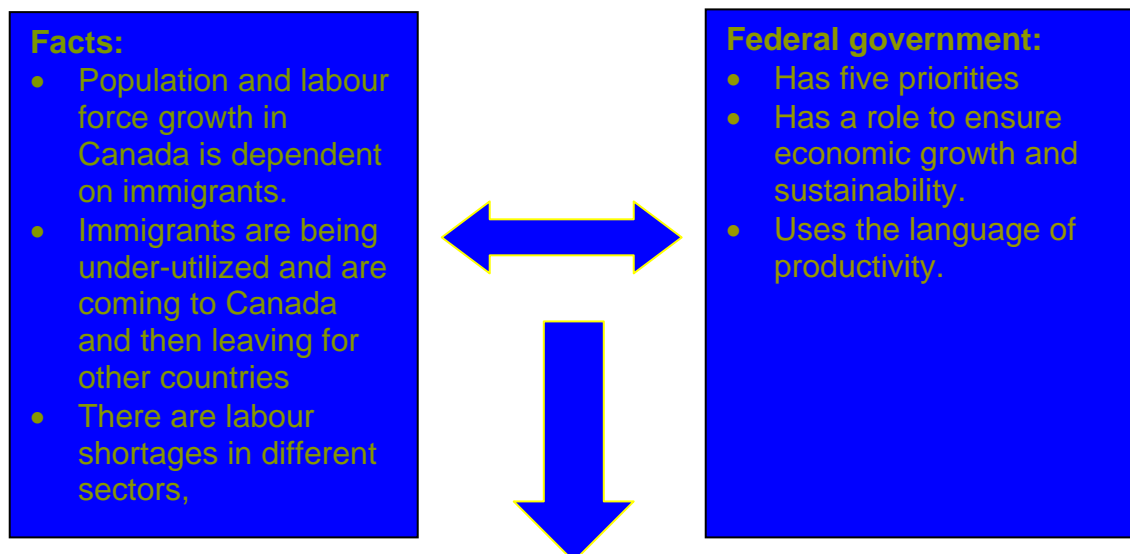 Facts:
• Population and labour
force growth in
Canada is dependent
on immigrants.
• Immigrants are being
under-utilized and are
coming to Canada
and then leaving for
other countries
• There are labour
shortages in different
sectors,
Federal government:
• Has five priorities
• Has a role to ensure
economic growth and
sustainability.
• Uses the language of
productivity.